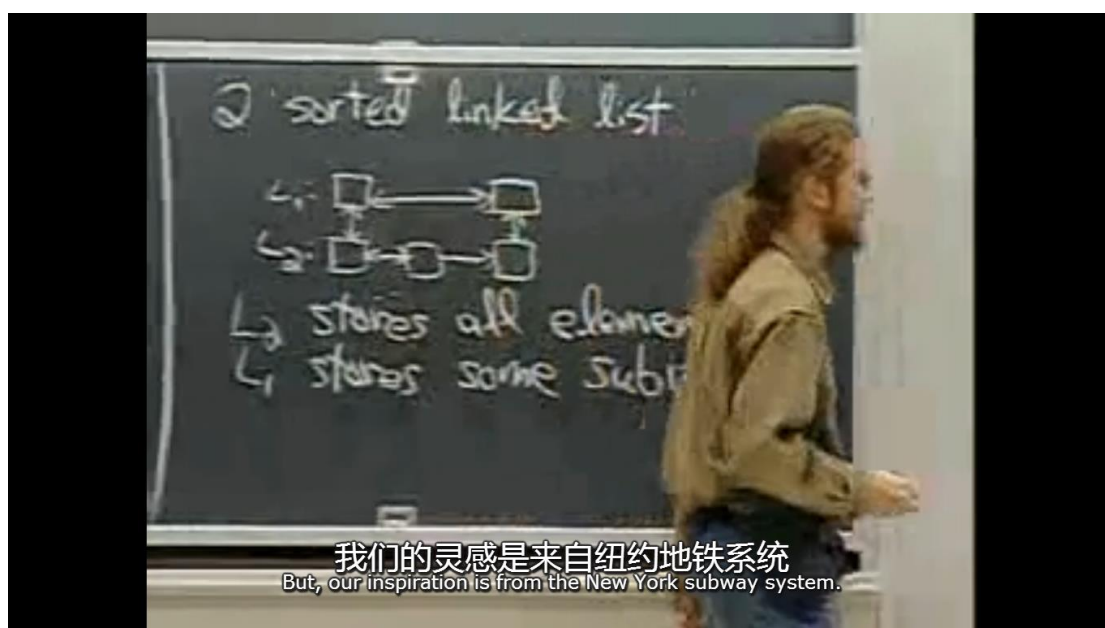 2 sorted linked list
L₁:
L₂:
L₂ stores all elemen
L₁ stores some sub
我们的灵感是来自纽约地铁系统
But, our inspiration is from the New York subway system.